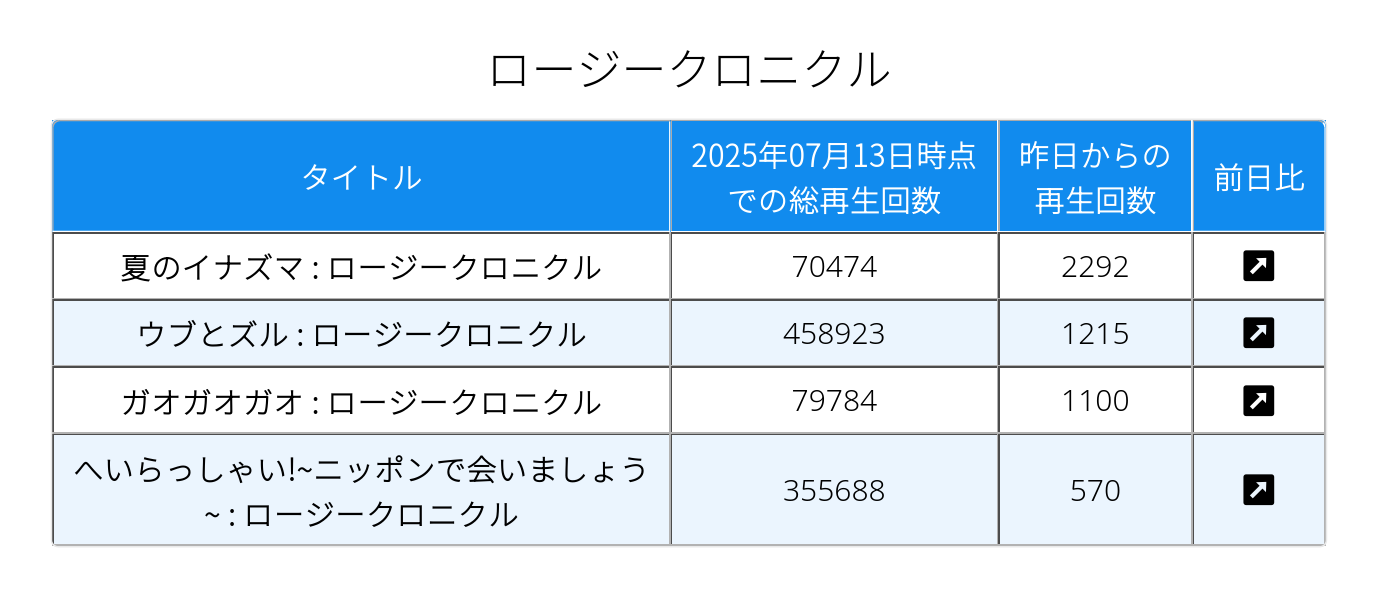 ロージークロニクル
タイトル
2025年07月13日時点
での総再生回数
昨日からの
再生回数
前日比
夏のイナズマ : ロージークロニクル
70474
2292
ウブとズル : ロージークロニクル
458923
1215
ガオガオガオ : ロージークロニクル
79784
1100
へいらっしゃい!~ニッポンで会いましょう
~ : ロージークロニクル
355688
570